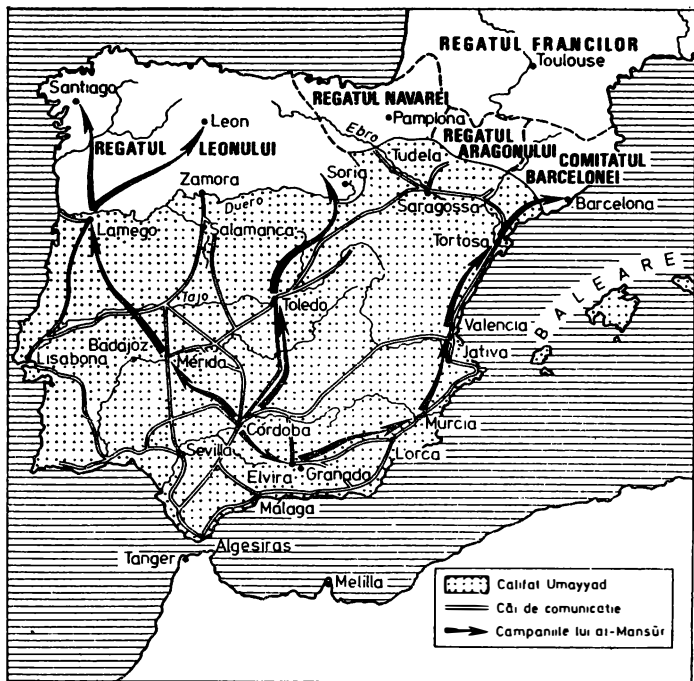 REGATUL FRANCILOR
Toulouse
Santiago
REGATUL NAVAREI
Pamplona
Leon
Ebro
REGATUL I
ARAGONULUI
REGATUL LEONULUI
Tudela
COMITATUL
BARCELONEI
Soria
Zamora
Saragossa
Barcelona
Duero
Lamego
Salamanca
Tortosa
BALEARE
Tajo
Toledo
Valencia
Badajoz
Lisabona
Mérida
Jativa
Córdoba
Murcia
Sevilla
Lorca
Elvira
Granada
Málaga
Algesiras
Tanger
Melilla
Califat Umayyad
Căi de comunicatie
Campaniile lui al-Mansūr